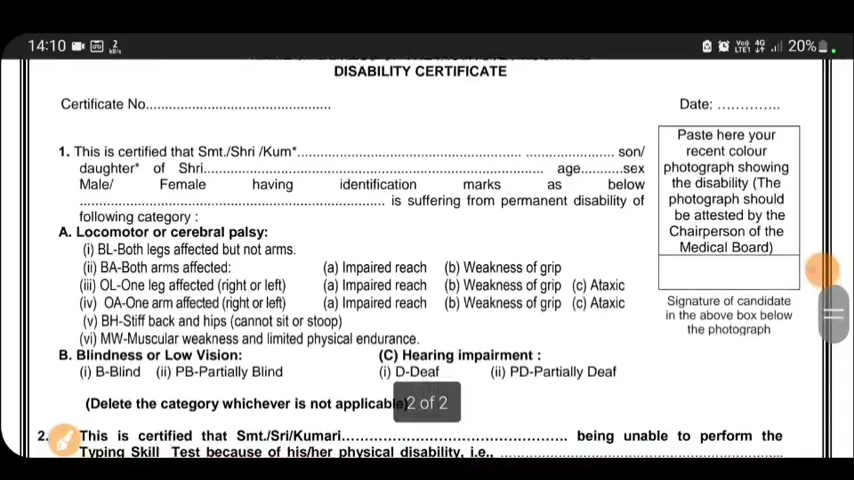 14:10 2 kB/s Vo) LTE1 4G 20%
DISABILITY CERTIFICATE
Certificate No................................................ Date: ..............
1. This is certified that Smt./Shri /Kum*.......................................................... ....................... son/
daughter* of Shri............................................................................................ age...........sex
Male/ Female having identification marks as below
................................................................................ is suffering from permanent disability of
following category :
A. Locomotor or cerebral palsy:
(i) BL-Both legs affected but not arms.
(ii) BA-Both arms affected: (a) Impaired reach (b) Weakness of grip
(iii) OL-One leg affected (right or left) (a) Impaired reach (b) Weakness of grip (c) Ataxic
(iv) OA-One arm affected (right or left) (a) Impaired reach (b) Weakness of grip (c) Ataxic
(v) BH-Stiff back and hips (cannot sit or stoop)
(vi) MW-Muscular weakness and limited physical endurance.
B. Blindness or Low Vision: (C) Hearing impairment :
(i) B-Blind (ii) PB-Partially Blind (i) D-Deaf (ii) PD-Partially Deaf
(Delete the category whichever is not applicable
2 of 2
2. This is certified that Smt./Sri/Kumari.................................................... being unable to perform the
Typing Skill Test because of his/her physical disability, i.e., ..................................................................
Paste here your
recent colour
photograph showing
the disability (The
photograph should
be attested by the
Chairperson of the
Medical Board)
Signature of candidate
in the above box below
the photograph